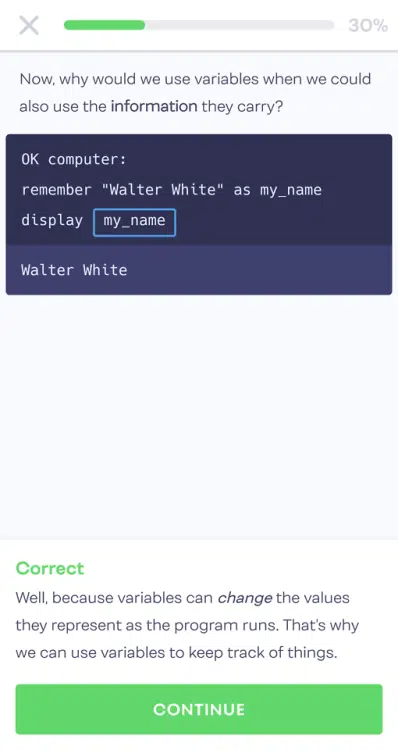 30%
Now, why would we use variables when we could
also use the information they carry?
OK computer:
remember "Walter White" as my_name
display my_name
Walter White
Correct
Well, because variables can change the values
they represent as the program runs. That's why
we can use variables to keep track of things.
CONTINUE